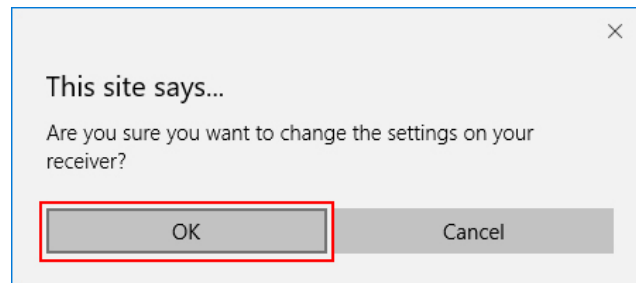 This site says...
Are you sure you want to change the settings on your
receiver?
OK
Cancel